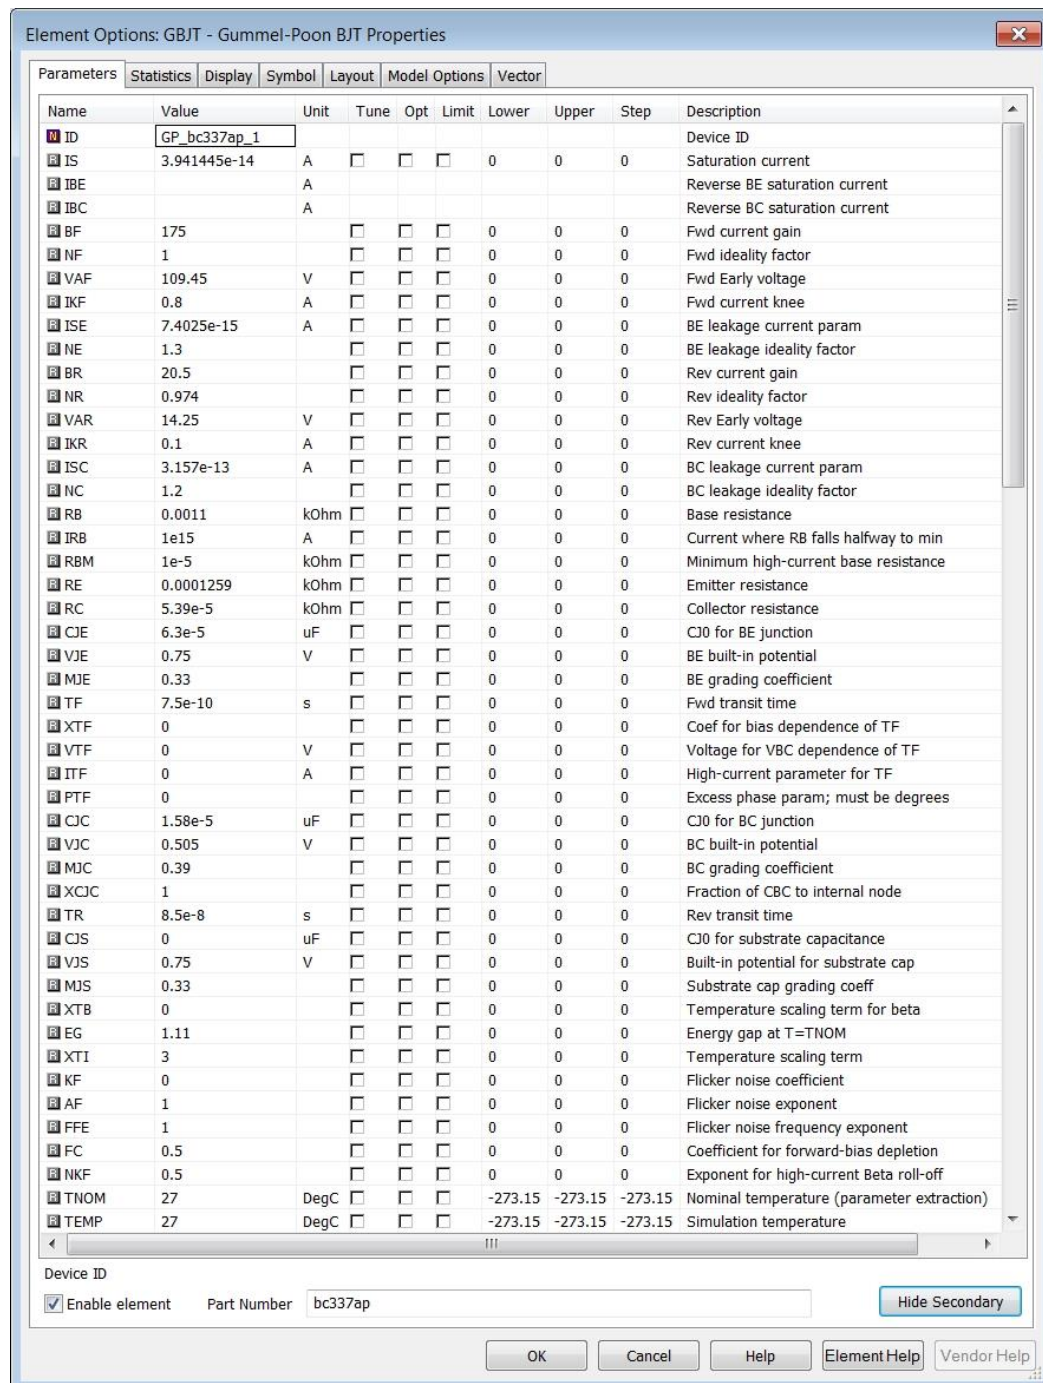 Element Options: GBJT - Gummel-Poon BJT Properties
Parameters Statistics Display Symbol Layout Model Options Vector
Name Value Unit Tune Opt Limit Lower Upper Step Description
ID GP_bc337ap_1 Device ID
IS 3.941445e-14 A 0 0 0 Saturation current
IBE A Reverse BE saturation current
IBC A Reverse BC saturation current
BF 175 0 0 0 Fwd current gain
NF 1 0 0 0 Fwd ideality factor
VAF 109.45 V 0 0 0 Fwd Early voltage
IKF 0.8 A 0 0 0 Fwd current knee
ISE 7.4025e-15 A 0 0 0 BE leakage current param
NE 1.3 0 0 0 BE leakage ideality factor
BR 20.5 0 0 0 Rev current gain
NR 0.974 0 0 0 Rev ideality factor
VAR 14.25 V 0 0 0 Rev Early voltage
IKR 0.1 A 0 0 0 Rev current knee
ISC 3.157e-13 A 0 0 0 BC leakage current param
NC 1.2 0 0 0 BC leakage ideality factor
RB 0.0011 kOhm 0 0 0 Base resistance
IRB 1e15 A 0 0 0 Current where RB falls halfway to min
RBM 1e-5 kOhm 0 0 0 Minimum high-current base resistance
RE 0.0001259 kOhm 0 0 0 Emitter resistance
RC 5.39e-5 kOhm 0 0 0 Collector resistance
CJE 6.3e-5 uF 0 0 0 CJ0 for BE junction
VJE 0.75 V 0 0 0 BE built-in potential
MJE 0.33 0 0 0 BE grading coefficient
TF 7.5e-10 s 0 0 0 Fwd transit time
XTF 0 0 0 0 Coef for bias dependence of TF
VTF 0 V 0 0 0 Voltage for VBC dependence of TF
ITF 0 A 0 0 0 High-current parameter for TF
PTF 0 0 0 0 Excess phase param; must be degrees
CJC 1.58e-5 uF 0 0 0 CJ0 for BC junction
VJC 0.505 V 0 0 0 BC built-in potential
MJC 0.39 0 0 0 BC grading coefficient
XCJC 1 0 0 0 Fraction of CBC to internal node
TR 8.5e-8 s 0 0 0 Rev transit time
CJS 0 uF 0 0 0 CJ0 for substrate capacitance
VJS 0.75 V 0 0 0 Built-in potential for substrate cap
MJS 0.33 0 0 0 Substrate cap grading coeff
XTB 0 0 0 0 Temperature scaling term for beta
EG 1.11 0 0 0 Energy gap at T=TNOM
XTI 3 0 0 0 Temperature scaling term
KF 0 0 0 0 Flicker noise coefficient
AF 1 0 0 0 Flicker noise exponent
FFE 1 0 0 0 Flicker noise frequency exponent
FC 0.5 0 0 0 Coefficient for forward-bias depletion
NKF 0.5 0 0 0 Exponent for high-current Beta roll-off
TNOM 27 DegC -273.15 -273.15 -273.15 Nominal temperature (parameter extraction)
TEMP 27 DegC -273.15 -273.15 -273.15 Simulation temperature
Device ID
Enable element Part Number bc337ap Hide Secondary
OK Cancel Help Element Help Vendor Help